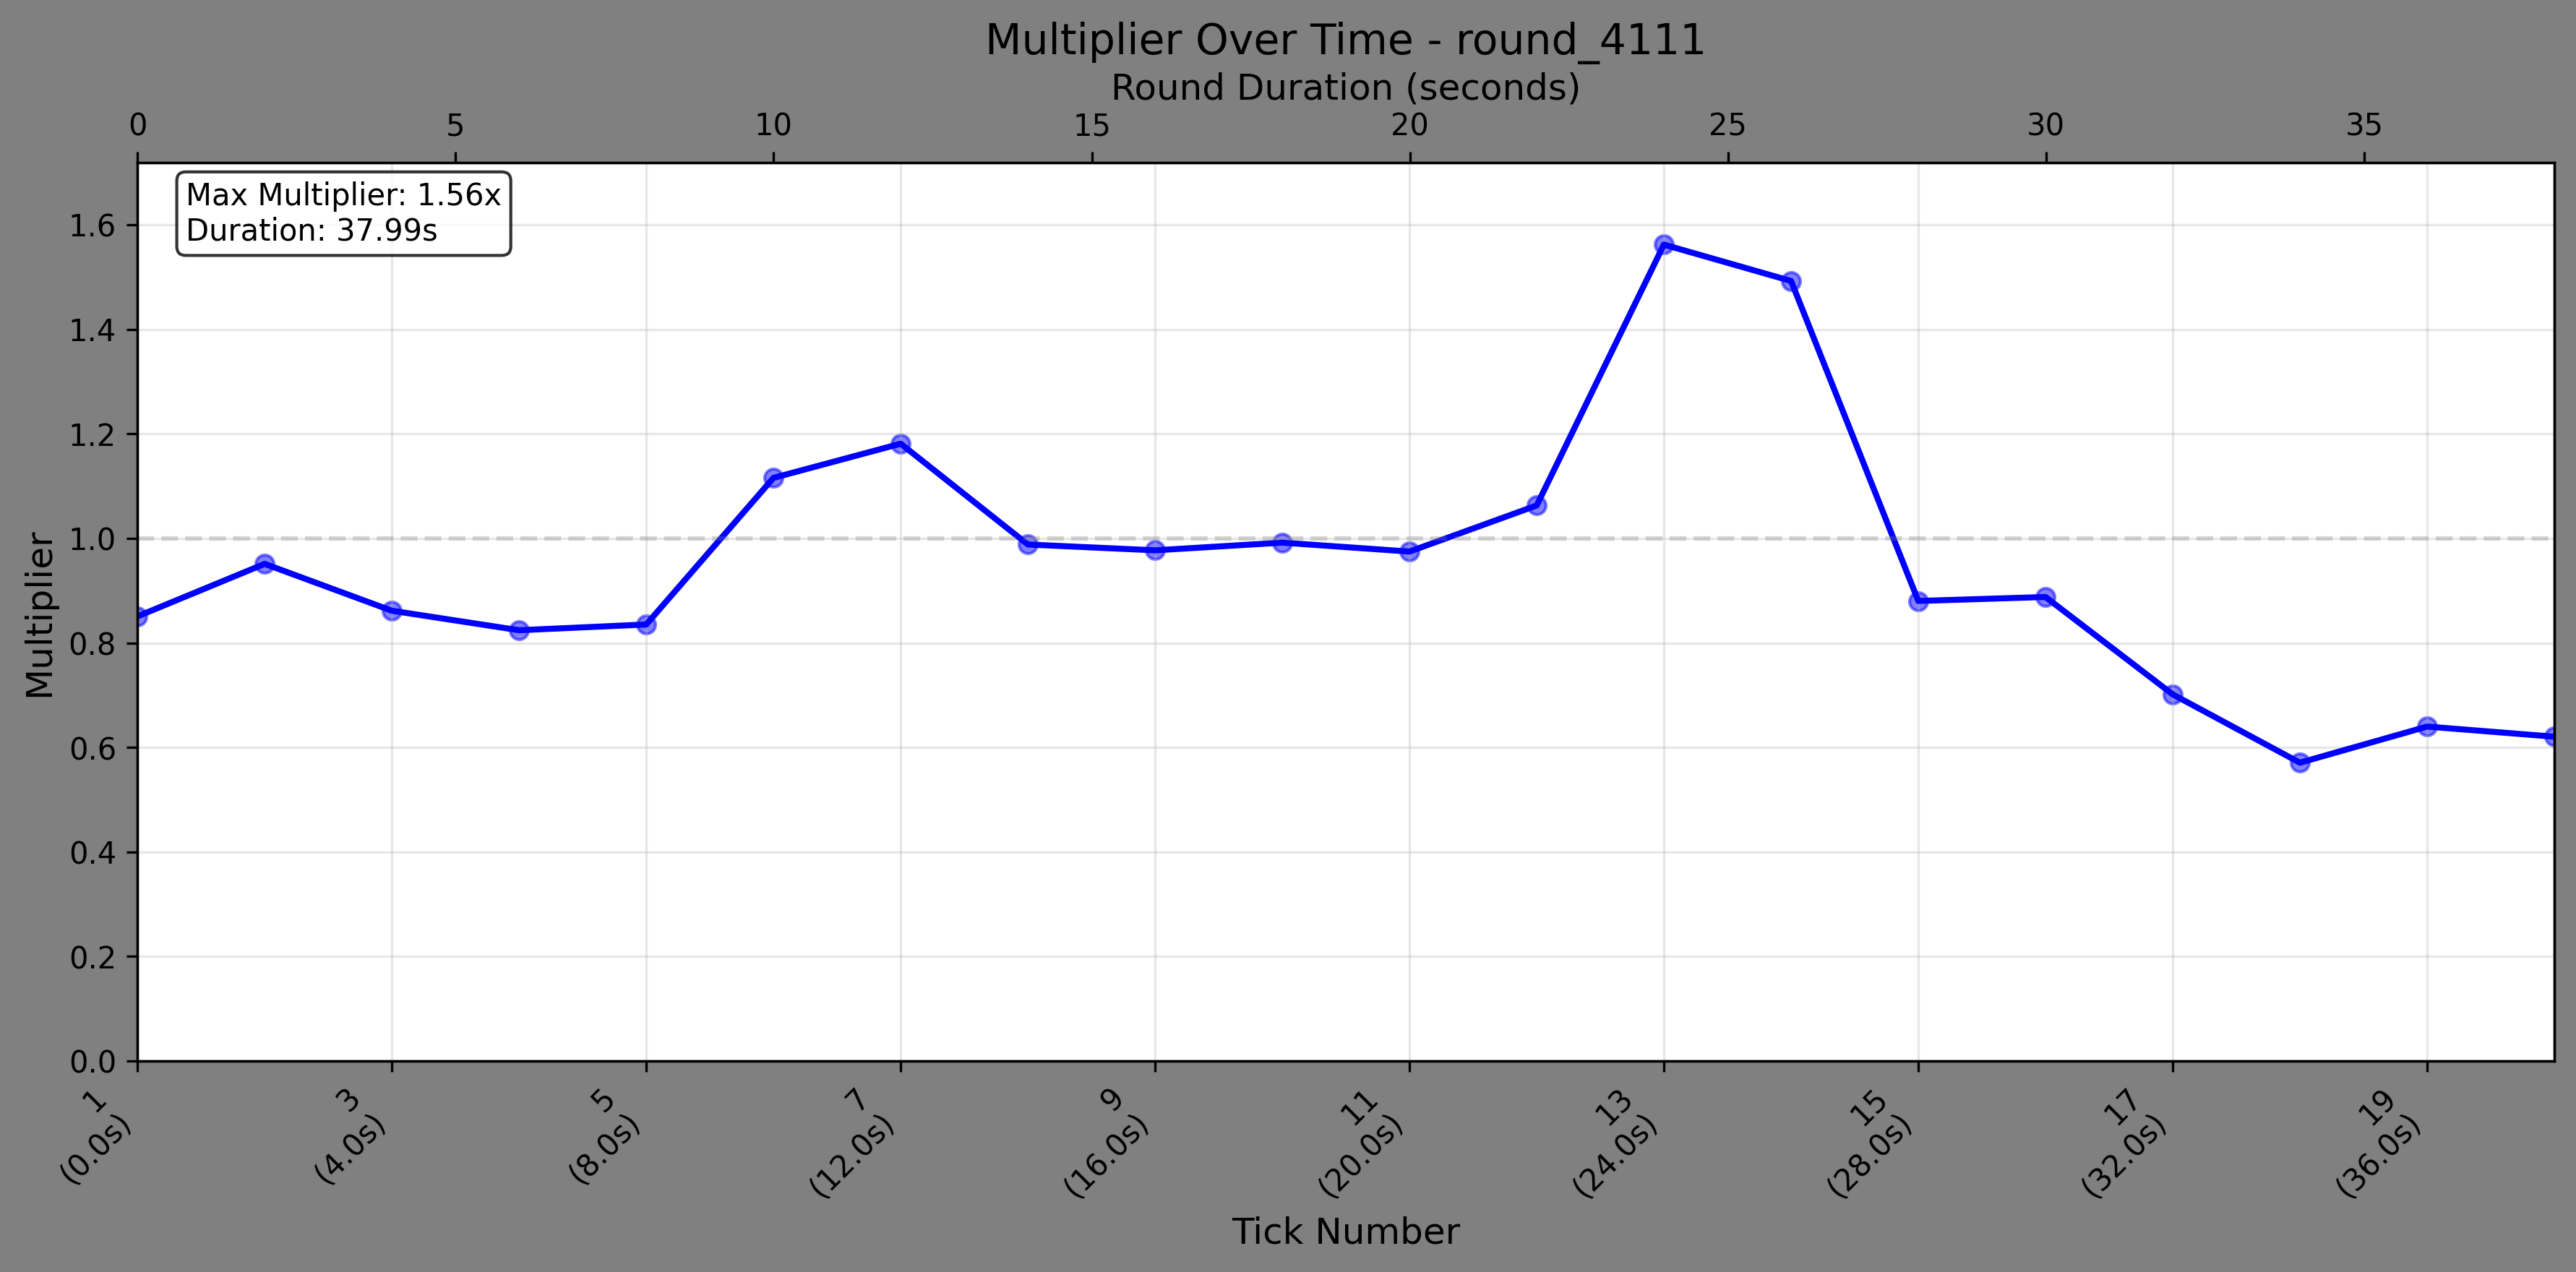 Multiplier Over Time - round_4111
Round Duration (seconds)
0 5 10 15 20 25 30 35
Max Multiplier: 1.56x
Duration: 37.99s
1.6
1.4
1.2
1.0
0.8
0.6
0.4
0.2
0.0
Multiplier
1
(0.0s)
3
(4.0s)
5
(8.0s)
7
(12.0s)
9
(16.0s)
11
(20.0s)
13
(24.0s)
15
(28.0s)
17
(32.0s)
19
(36.0s)
Tick Number